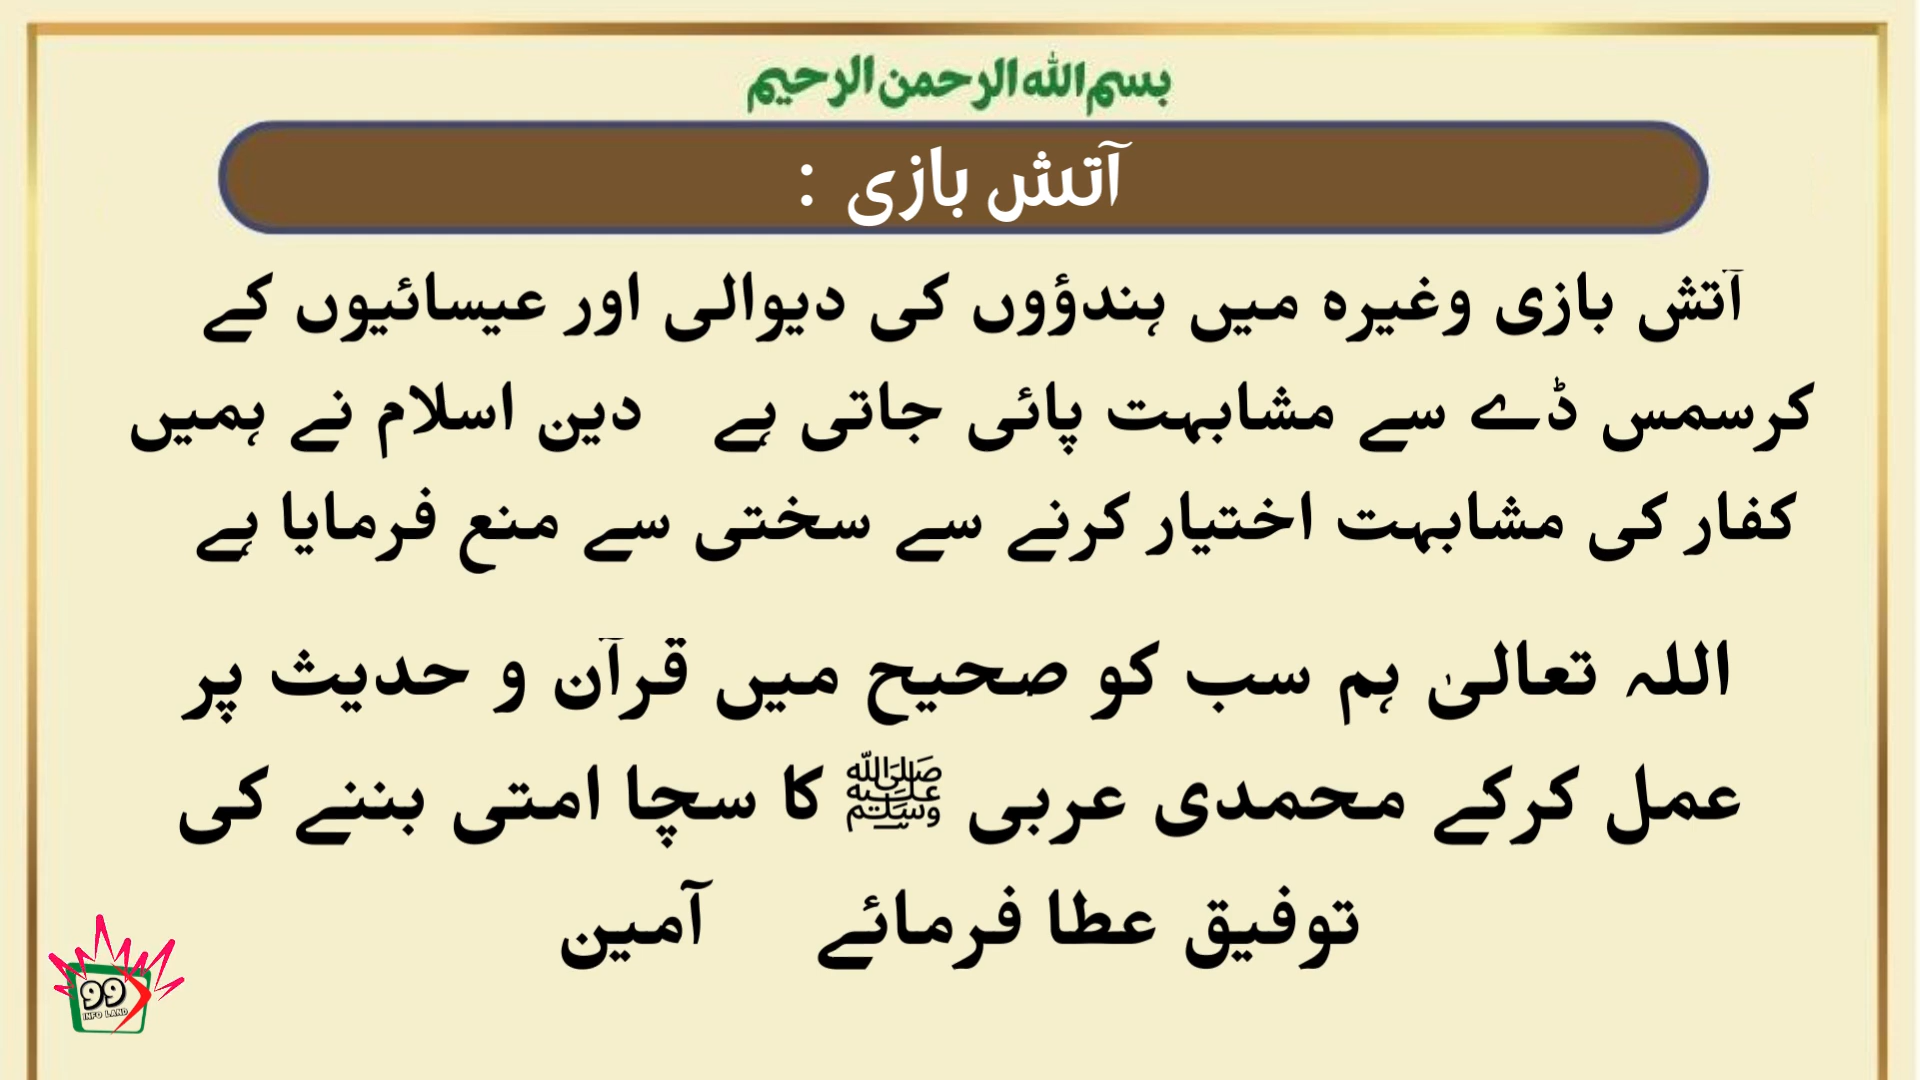 بسم اللہ الرحمن الرحیم
آتش بازی :
آتش بازی وغیرہ میں ہندوؤں کی دیوالی اور عیسائیوں کے
کرسمس ڈے سے مشابہت پائی جاتی ہے دین اسلام نے ہمیں
کفار کی مشابہت اختیار کرنے سے سختی سے منع فرمایا ہے
اللہ تعالیٰ ہم سب کو صحیح میں قرآن و حدیث پر
عمل کرکے محمدی عربی ﷺ کا سچا امتی بننے کی
توفیق عطا فرمائے آمین
99
INFO LAND